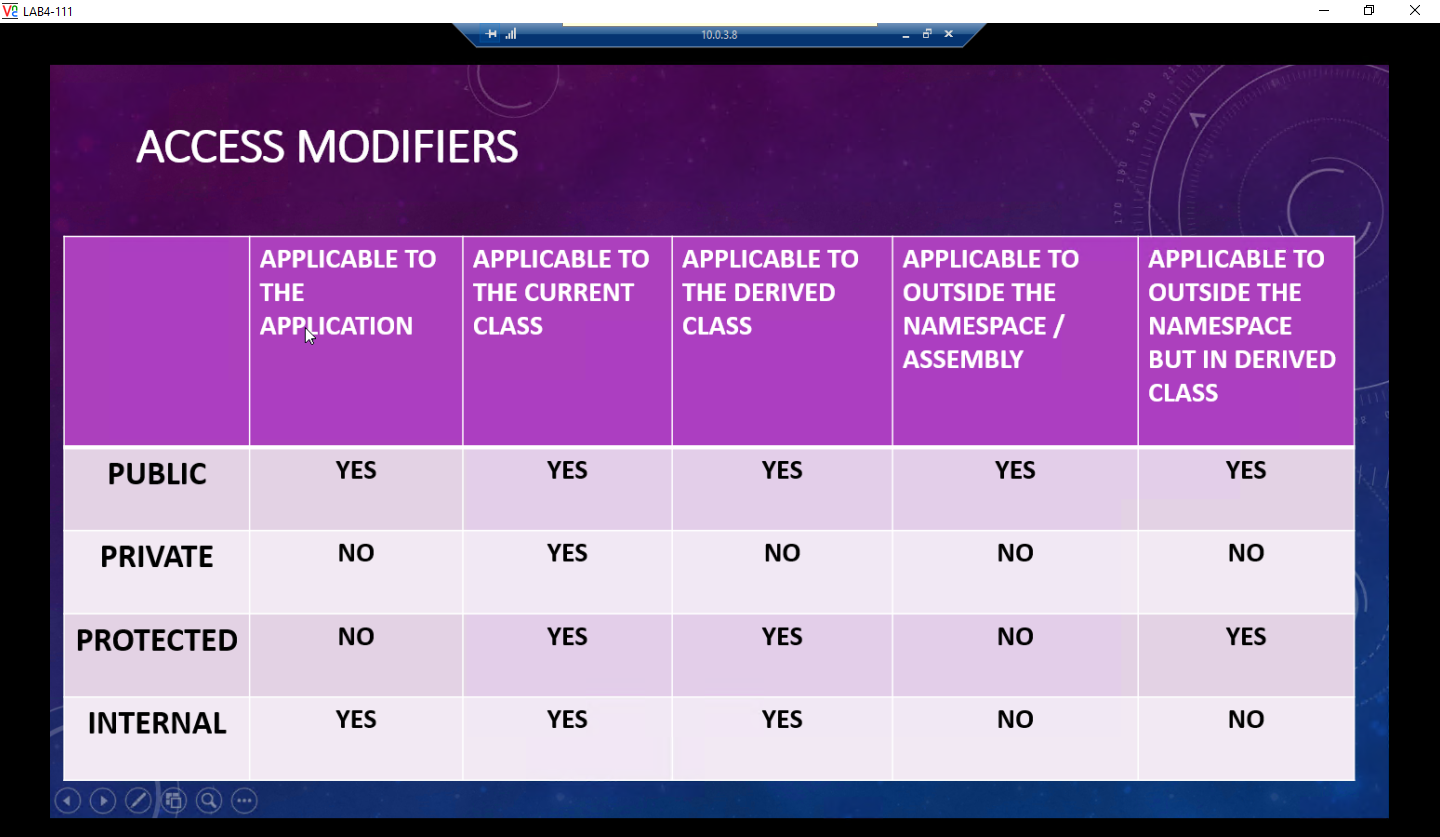 LAB4-111
10.0.3.8
ACCESS MODIFIERS
APPLICABLE TO
THE
APPLICATION
APPLICABLE TO
THE CURRENT
CLASS
APPLICABLE TO
THE DERIVED
CLASS
APPLICABLE TO
OUTSIDE THE
NAMESPACE /
ASSEMBLY
APPLICABLE TO
OUTSIDE THE
NAMESPACE
BUT IN DERIVED
CLASS
PUBLIC YES YES YES YES YES
PRIVATE NO YES NO NO NO
PROTECTED NO YES YES NO YES
INTERNAL YES YES YES NO NO